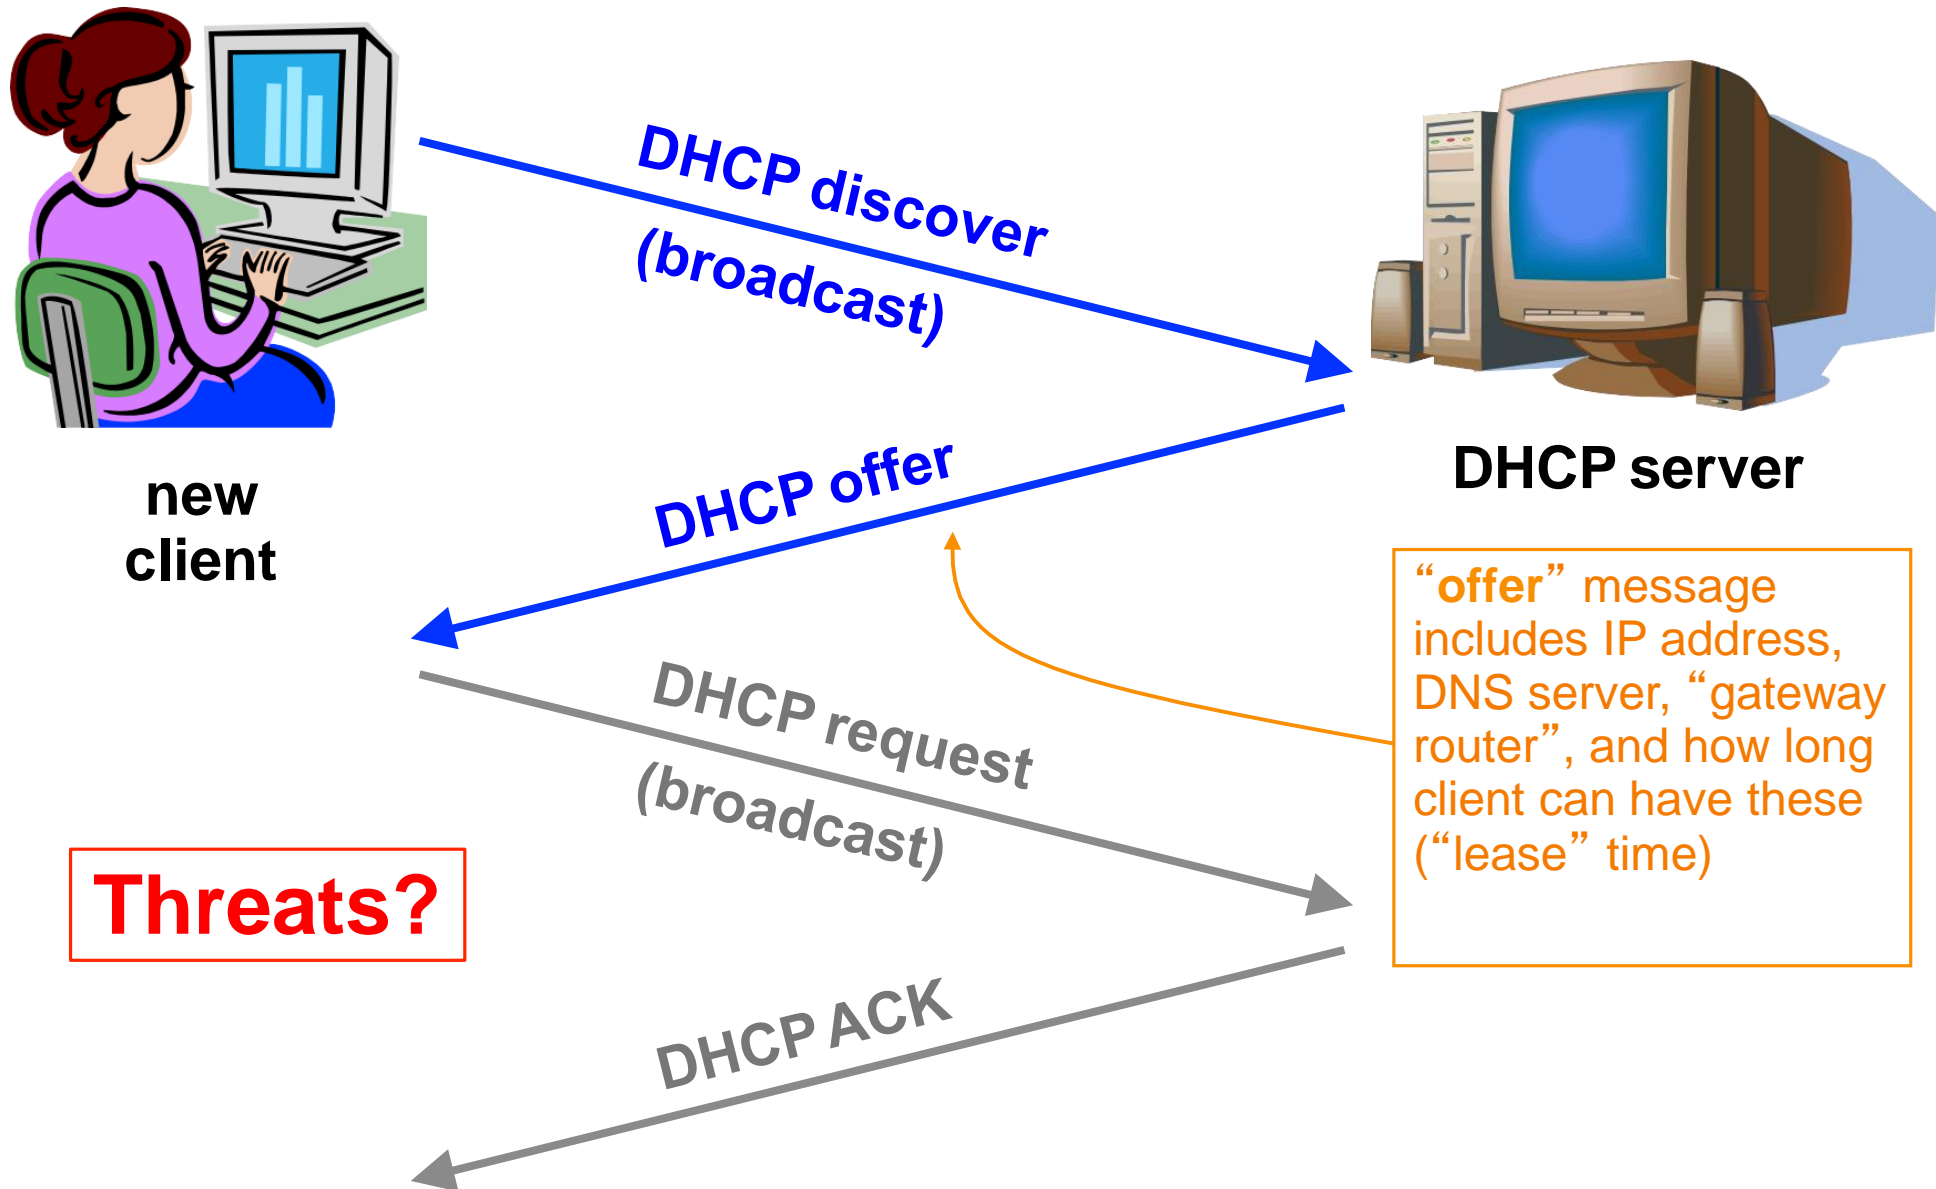 DHCP discover
(broadcast)
DHCP server
new
client
DHCP offer
“offer” message
includes IP address,
DNS server, “gateway
router”, and how long
client can have these
(“lease” time)
DHCP request
(broadcast)
Threats?
DHCP ACK